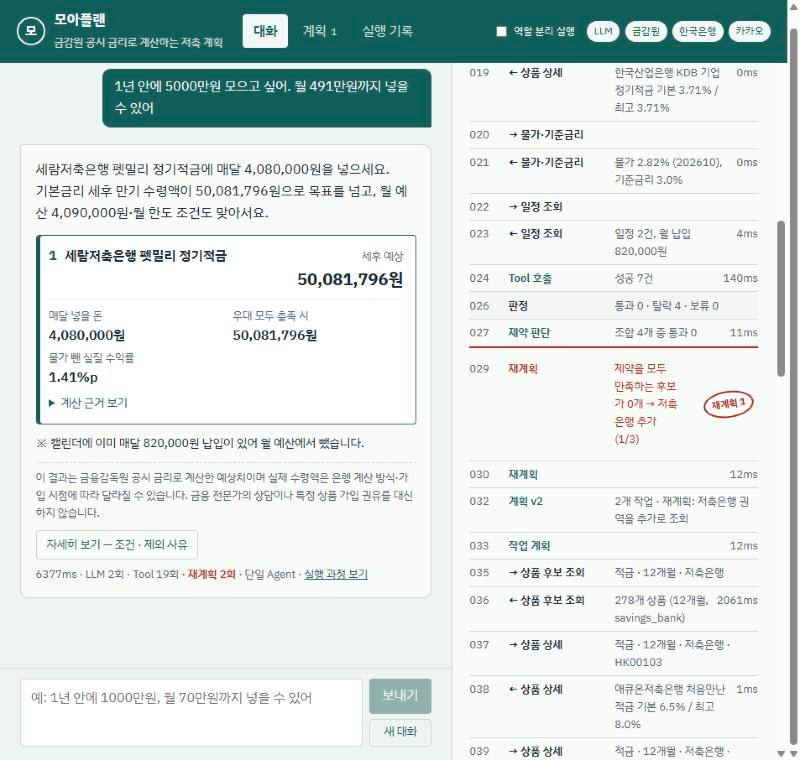 모
모아플랜
금감원 공시 금리로 계산하는 저축 계획
대화
계획 1
실행 기록
역할 분리 실행
LLM
금감원
한국은행
카카오
1년 안에 5000만원 모으고 싶어. 월 491만원까지 넣을
수 있어
세람저축은행 펫밀리 정기적금에 매달 4,080,000원을 넣으세요.
기본금리 세후 만기 수령액이 50,081,796원으로 목표를 넘고, 월 예
산 4,090,000원·월 한도 조건도 맞아서요.
1 세람저축은행 펫밀리 정기적금
세후 예상
50,081,796원
매달 넣을 돈
우대 모두 충족 시
4,080,000원
50,081,796원
물가 뺀 실질 수익률
1.41%p
▶ 계산 근거 보기
※ 캘린더에 이미 매달 820,000원 납입이 있어 월 예산에서 뺐습니다.
이 결과는 금융감독원 공시 금리로 계산한 예상치이며 실제 수령액은 은행 계산 방식·가
입 시점에 따라 달라질 수 있습니다. 금융 전문가의 상담이나 특정 상품 가입 권유를 대신
하지 않습니다.
자세히 보기 — 조건 · 제외 사유
6377ms · LLM 2회 · Tool 19회 · 재계획 2회 · 단일 Agent · 실행 과정 보기
예: 1년 안에 1000만원, 월 70만원까지 넣을 수 있어
보내기
새 대화
019 ← 상품 상세 한국산업은행 KDB 기업 0ms
정기적금 기본 3.71% /
최고 3.71%
020 → 물가·기준금리
021 ← 물가·기준금리 물가 2.82% (202610), 0ms
기준금리 3.0%
022 → 일정 조회
023 ← 일정 조회 일정 2건, 월 납입 4ms
820,000원
024 Tool 호출 성공 7건 140ms
026 판정 통과 0 · 탈락 4 · 보류 0
027 제약 판단 조합 4개 중 통과 0 11ms
029 재계획 제약을 모두
만족하는 후보
가 0개 → 저축
은행 추가
(1/3)
재계획 1
030 재계획 12ms
032 계획 v2 2개 작업 · 재계획: 저축은행 권
역을 추가로 조회
033 작업 계획 12ms
035 → 상품 후보 조회 적금 · 12개월 · 저축은행
036 ← 상품 후보 조회 278개 상품 (12개월, 2061ms
savings_bank)
037 → 상품 상세 적금 · 12개월 · 저축은행 ·
HK00103
038 ← 상품 상세 애큐온저축은행 처음만난 1ms
적금 기본 6.5% / 최고
8.0%
039 → 상품 상세 적금 · 12개월 · 저축은행 ·